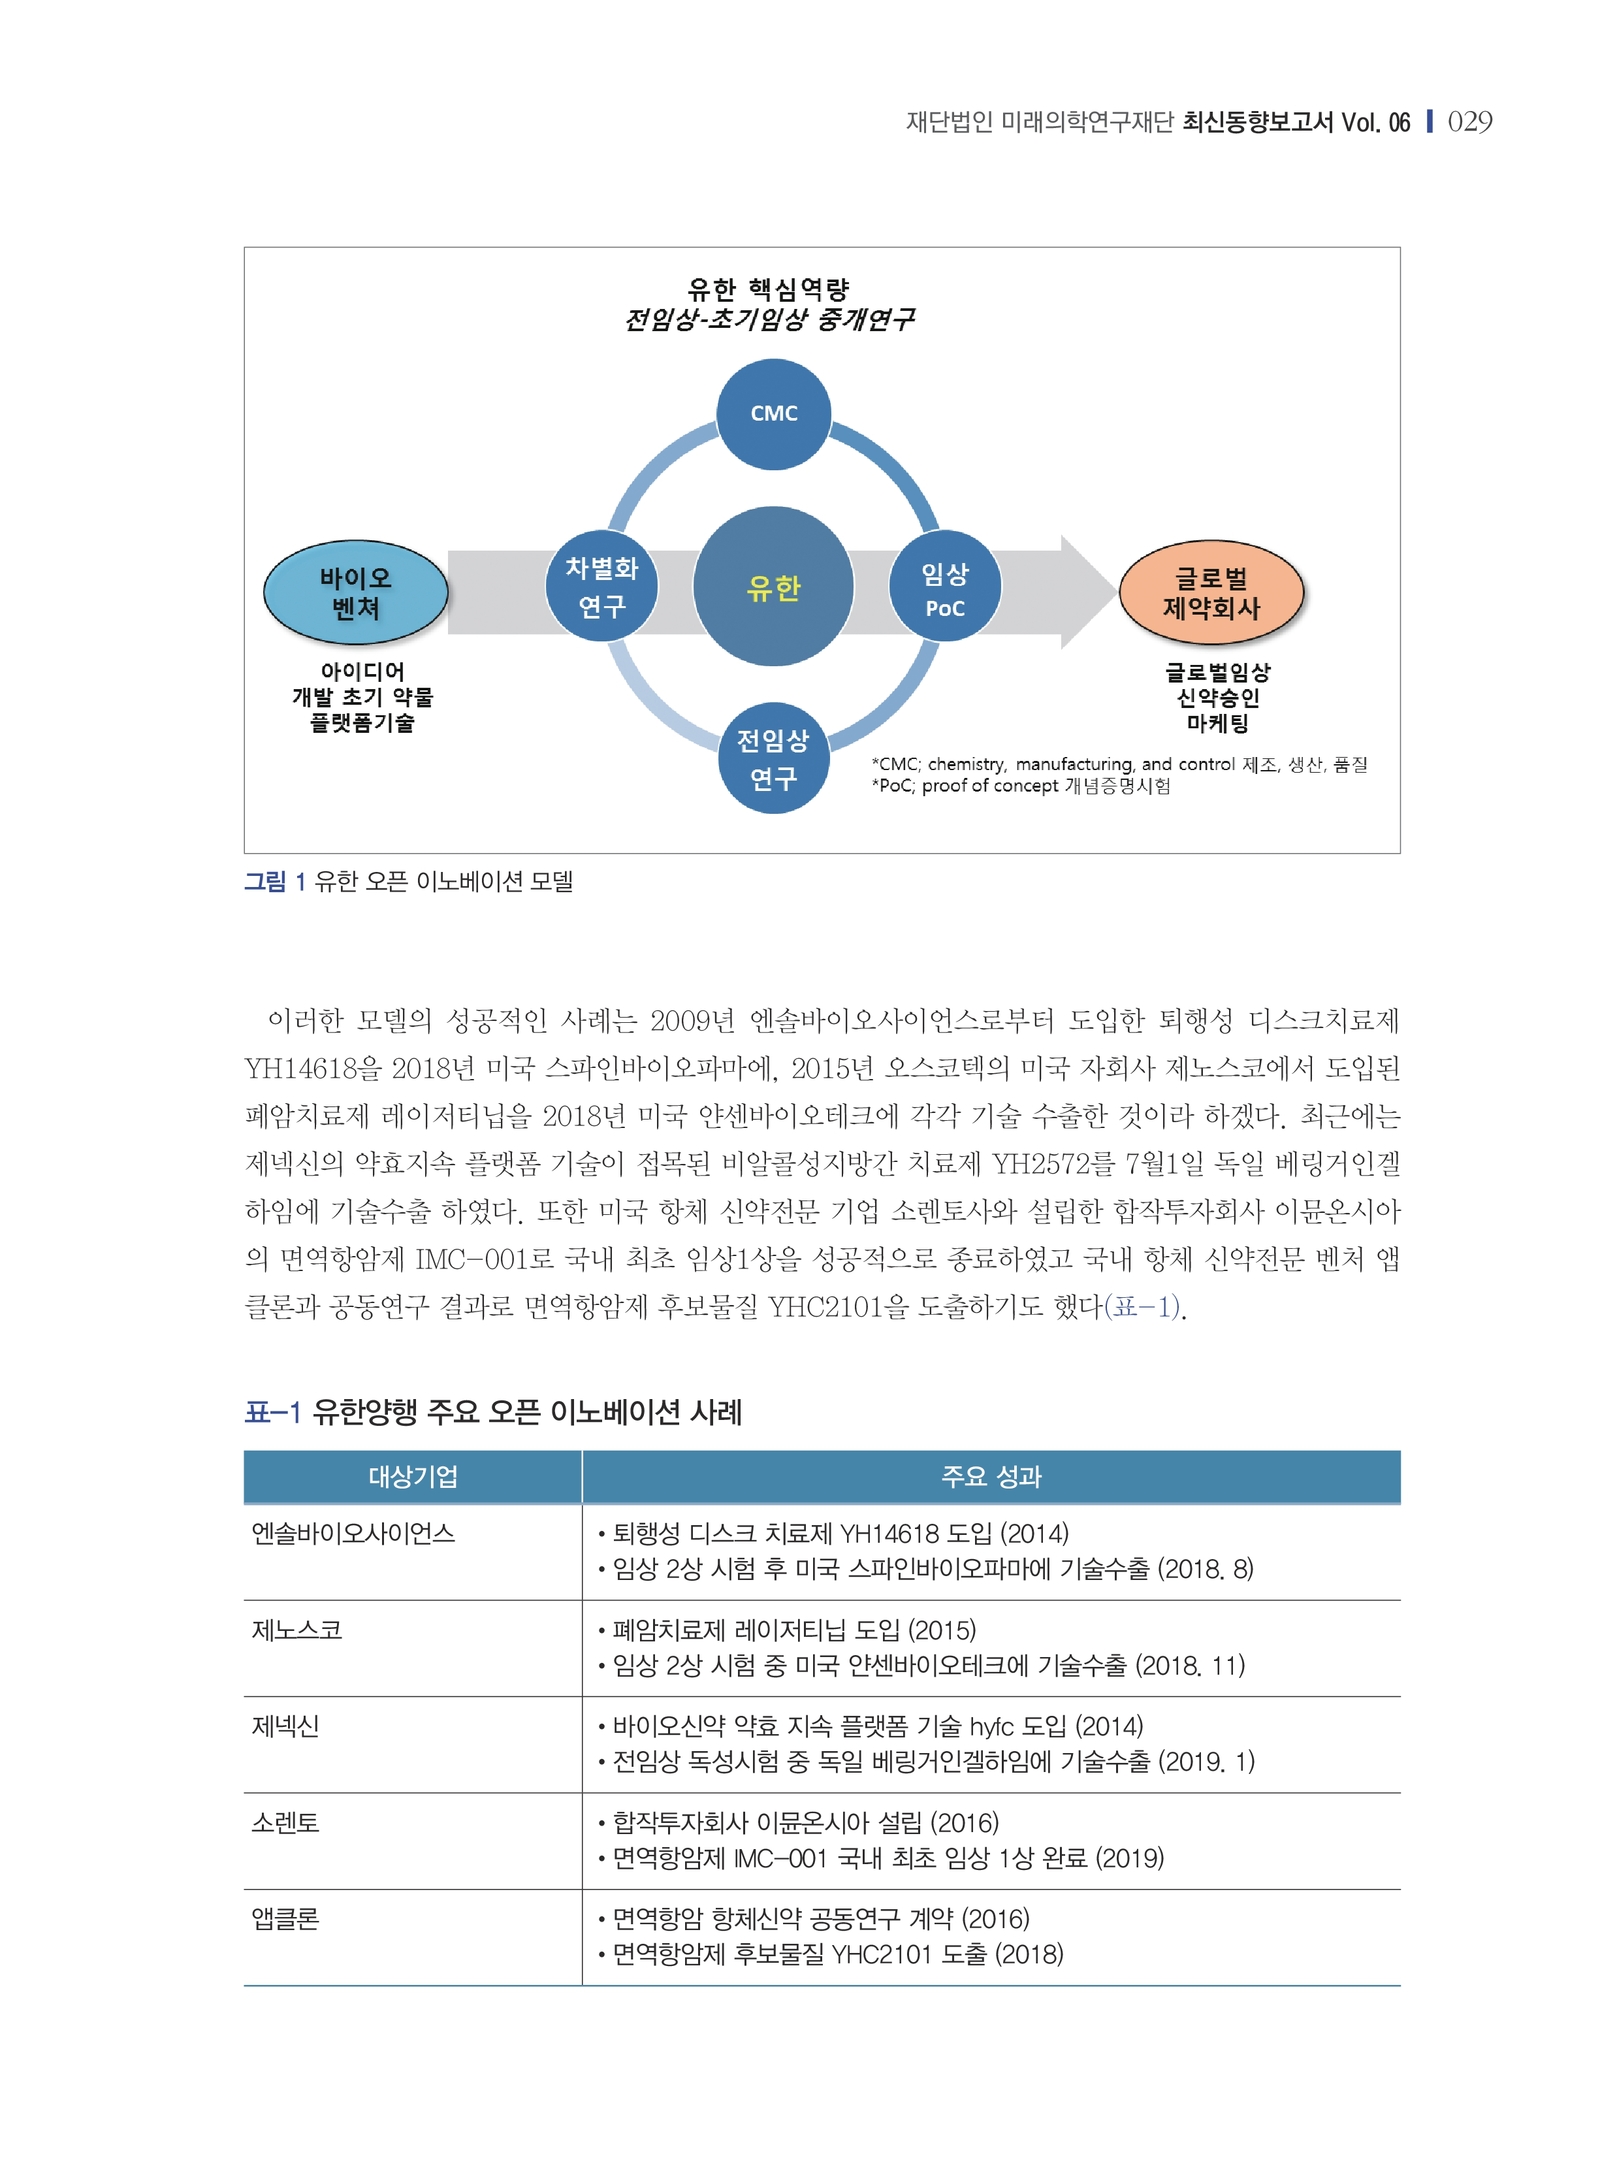 재단법인 미래의학연구재단 최신동향보고서 Vol. 06 029
유한 핵심역량
전임상-초기임상 중개연구
CMC
바이오
벤쳐
차별화
연구
유한
임상
PoC
글로벌
제약회사
아이디어
개발 초기 약물
플랫폼기술
글로벌임상
신약승인
마케팅
전임상
연구
*CMC; chemistry, manufacturing, and control 제조, 생산, 품질
*PoC; proof of concept 개념증명시험
그림 1 유한 오픈 이노베이션 모델
이러한 모델의 성공적인 사례는 2009년 엔솔바이오사이언스로부터 도입한 퇴행성 디스크치료제
YH14618을 2018년 미국 스파인바이오파마에, 2015년 오스코텍의 미국 자회사 제노스코에서 도입된
폐암치료제 레이저티닙을 2018년 미국 얀센바이오테크에 각각 기술 수출한 것이라 하겠다. 최근에는
제넥신의 약효지속 플랫폼 기술이 접목된 비알콜성지방간 치료제 YH2572를 7월1일 독일 베링거인겔
하임에 기술수출 하였다. 또한 미국 항체 신약전문 기업 소렌토사와 설립한 합작투자회사 이뮨온시아
의 면역항암제 IMC-001로 국내 최초 임상1상을 성공적으로 종료하였고 국내 항체 신약전문 벤처 앱
클론과 공동연구 결과로 면역항암제 후보물질 YHC2101을 도출하기도 했다(표-1).
표-1 유한양행 주요 오픈 이노베이션 사례
대상기업 주요 성과
엔솔바이오사이언스 • 퇴행성 디스크 치료제 YH14618 도입 (2014)
• 임상 2상 시험 후 미국 스파인바이오파마에 기술수출 (2018. 8)
제노스코 • 폐암치료제 레이저티닙 도입 (2015)
• 임상 2상 시험 중 미국 얀센바이오테크에 기술수출 (2018. 11)
제넥신 • 바이오신약 약효 지속 플랫폼 기술 hyfc 도입 (2014)
• 전임상 독성시험 중 독일 베링거인겔하임에 기술수출 (2019. 1)
소렌토 • 합작투자회사 이뮨온시아 설립 (2016)
• 면역항암제 IMC-001 국내 최초 임상 1상 완료 (2019)
앱클론 • 면역항암 항체신약 공동연구 계약 (2016)
• 면역항암제 후보물질 YHC2101 도출 (2018)